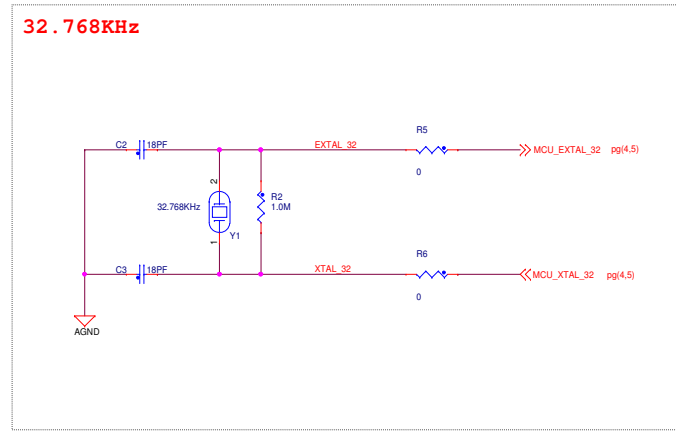 32.768KHz
R5
C2 18PF
EXTAL_32
MCU_EXTAL_32 pg(4,5)
0
2
R2
32.768KHz
1.0M
Y1
1
R6
C3 18PF
XTAL_32
MCU_XTAL_32 pg(4,5)
0
AGND